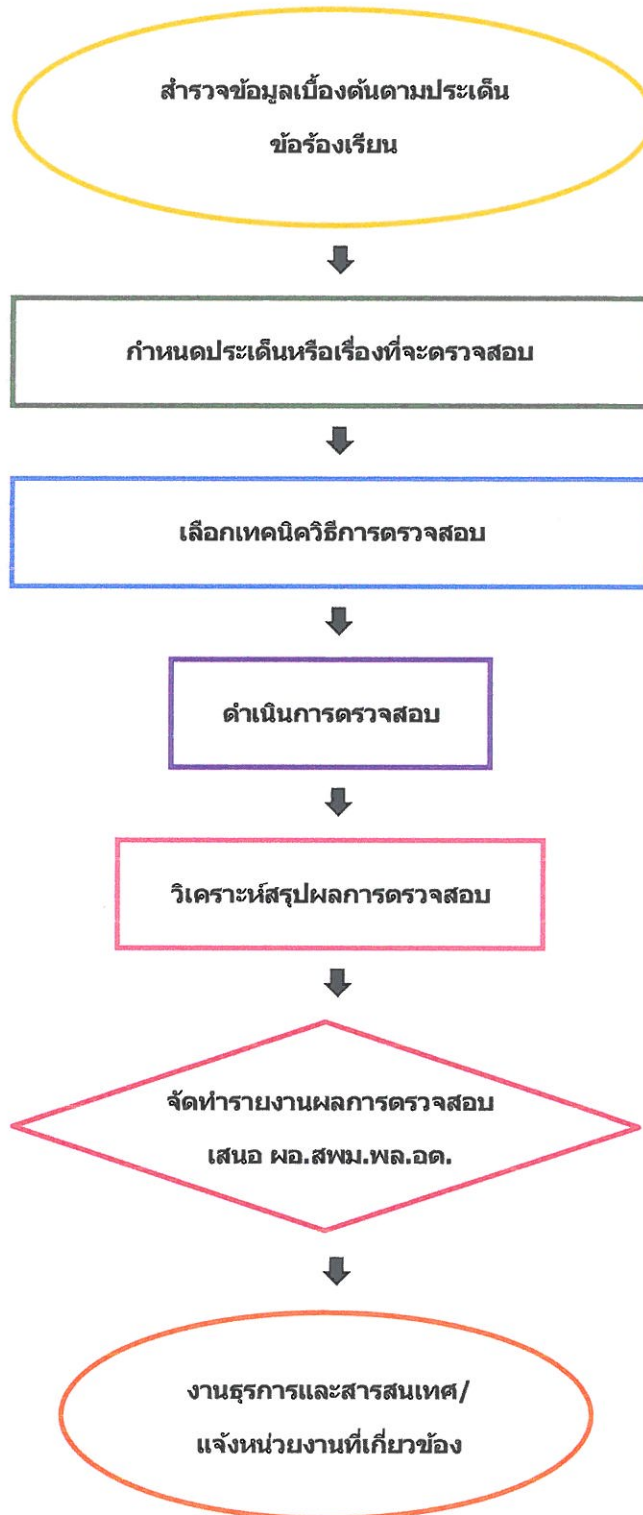 สำรวจข้อมูลเบื้องต้นตามประเด็น
ข้อร้องเรียน
กำหนดประเด็นหรือเรื่องที่จะตรวจสอบ
เลือกเทคนิควิธีการตรวจสอบ
ดำเนินการตรวจสอบ
วิเคราะห์สรุปผลการตรวจสอบ
จัดทำรายงานผลการตรวจสอบ
เสนอ ผอ.สพม.พล.อต.
งานธุรการและสารสนเทศ/
แจ้งหน่วยงานที่เกี่ยวข้อง